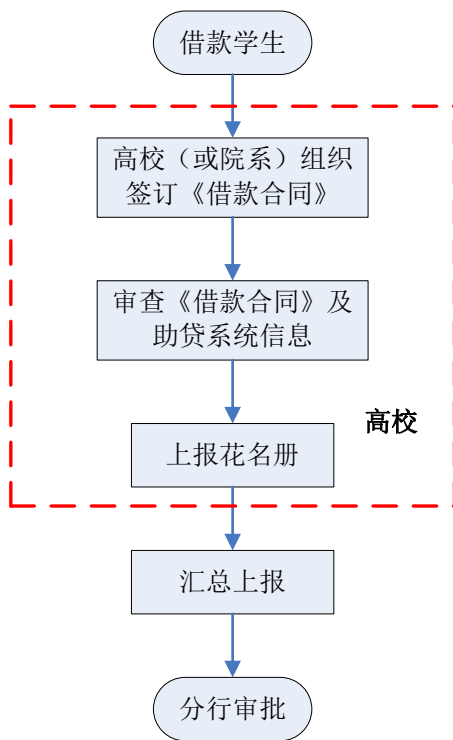 借款学生
高校（或院系）组织
签订《借款合同》
审查《借款合同》及
助贷系统信息
高校
上报花名册
汇总上报
分行审批